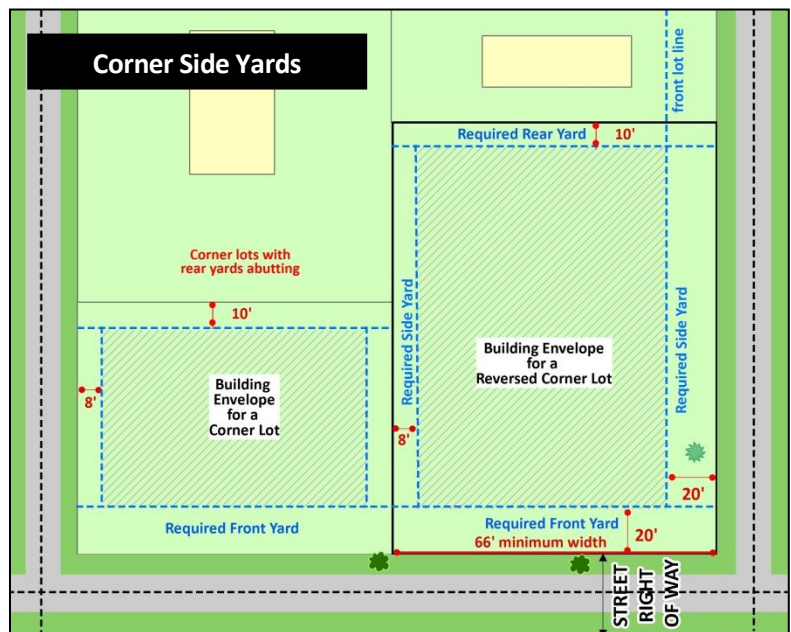 Corner Side Yards
front lot line
Required Rear Yard
10'
Corner lots with
rear yards abutting
10'
Required Side Yard
Required Side Yard
Building Envelope
for a
Reversed Corner Lot
Building
Envelope
for a
Corner Lot
8'
8'
20'
Required Front Yard
Required Front Yard
20'
66' minimum width
STREET
RIGHT
OF WAY